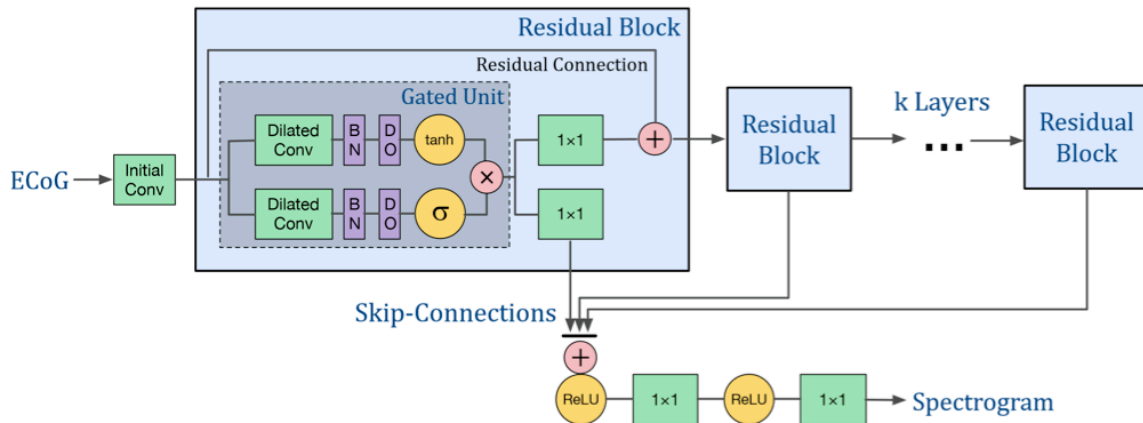 Residual Block
Residual Connection
Gated Unit
Dilated
Conv
B
N
D
O
tanh
1×1
+
Residual
Block
k Layers
...
Residual
Block
ECoG
Initial
Conv
×
Dilated
Conv
B
N
D
O
σ
1×1
Skip-Connections
+
ReLU
1×1
ReLU
1×1
Spectrogram